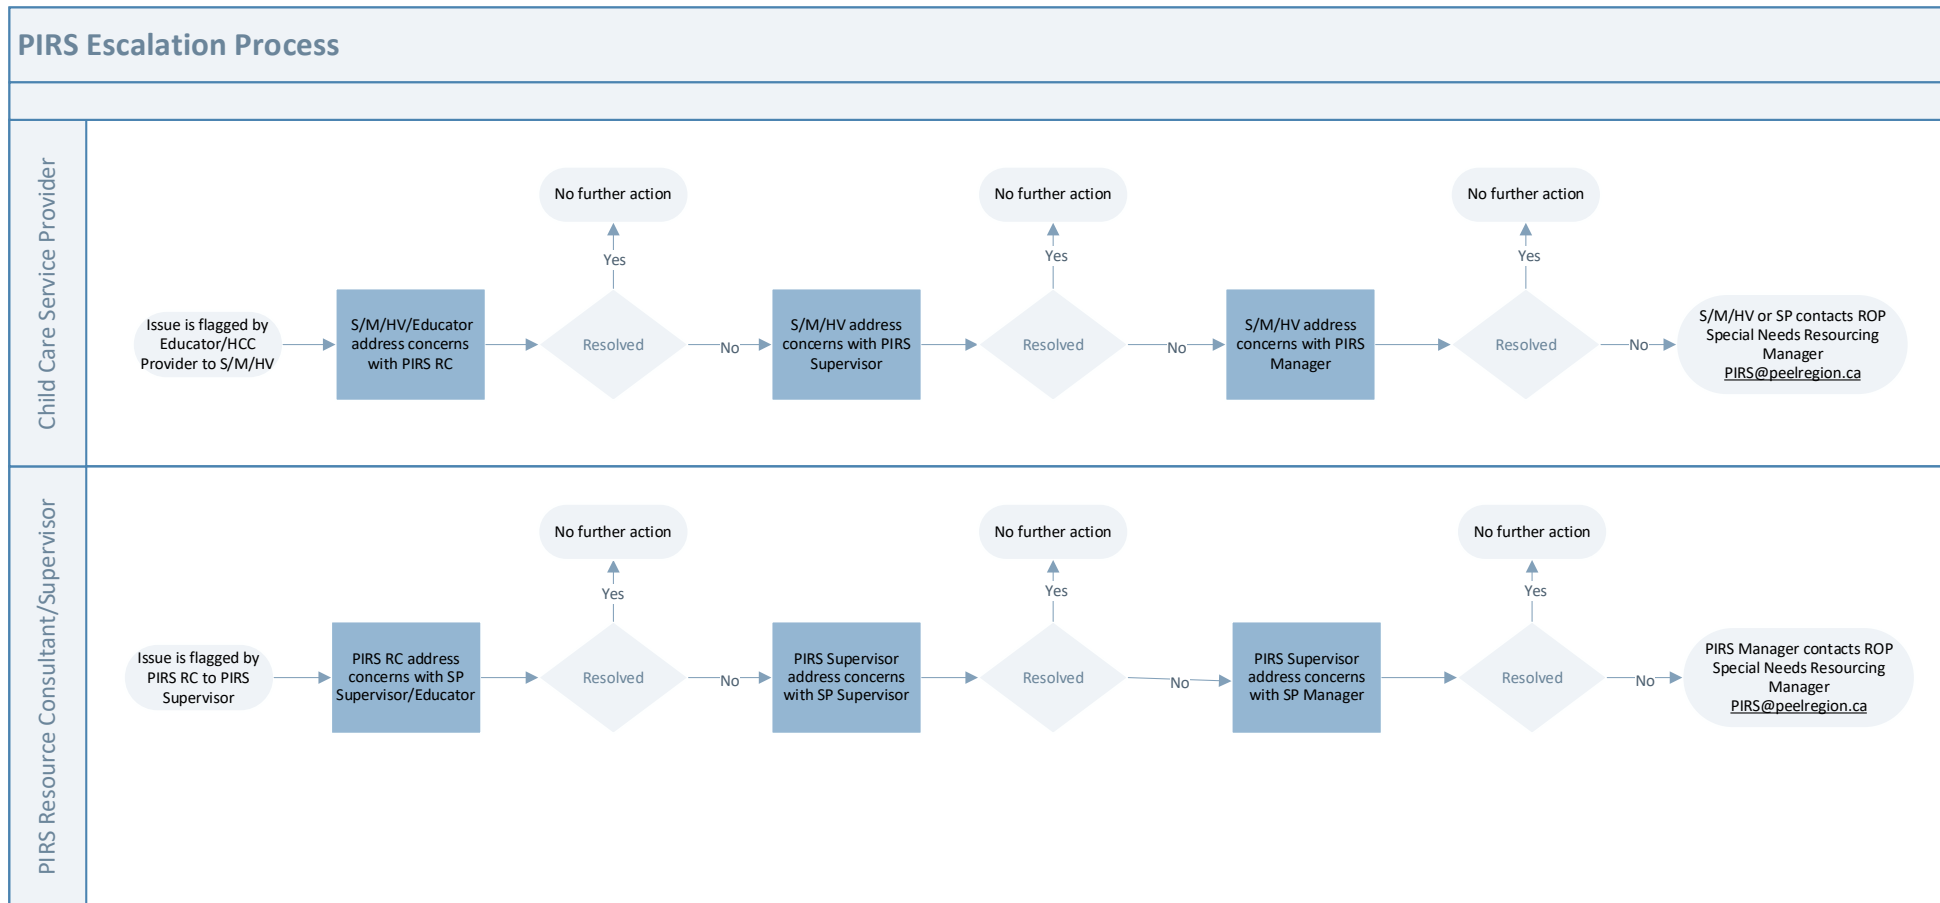 PIRS Escalation Process
Child Care Service Provider
No further action
No further action
No further action
Yes
Yes
Yes
Issue is flagged by
Educator/HCC
Provider to S/M/HV
S/M/HV/Educator
address concerns
with PIRS RC
Resolved
No
S/M/HV address
concerns with PIRS
Supervisor
Resolved
No
S/M/HV address
concerns with PIRS
Manager
Resolved
No
S/M/HV or SP contacts ROP
Special Needs Resourcing
Manager
PIRS@peelregion.ca
PIRS Resource Consultant/Supervisor
No further action
No further action
No further action
Yes
Yes
Yes
Issue is flagged by
PIRS RC to PIRS
Supervisor
PIRS RC address
concerns with SP
Supervisor/Educator
Resolved
No
PIRS Supervisor
address concerns
with SP Supervisor
Resolved
No
PIRS Supervisor
address concerns
with SP Manager
Resolved
No
PIRS Manager contacts ROP
Special Needs Resourcing
Manager
PIRS@peelregion.ca